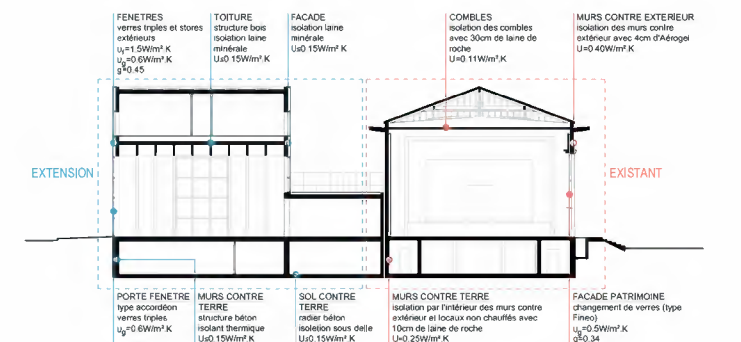 FENETRES
verres triples et stores
extérieurs
uf=1.5W/m².K
ug=0.6W/m².K
g=0.45
TOITURE
structure bois
isolation laine
minérale
U≤0.15W/m².K
FACADE
isolation laine
minérale
U≤0.15W/m².K
COMBLES
isolation des combles
avec 30cm de laine de
roche
U=0.11W/m².K
MURS CONTRE EXTERIEUR
isolation des murs contre
extérieur avec 4cm d'Aérogel
U=0.40W/m².K
EXTENSION
EXISTANT
PORTE FENETRE
type accordéon
verres triples
ug=0.6W/m².K
MURS CONTRE
TERRE
structure béton
isolant thermique
U≤0.15W/m².K
SOL CONTRE
TERRE
radier béton
isoletion sous delle
U≤0.15W/m².K
MURS CONTRE TERRE
isolation par l'intérieur des murs contre
extérieur et locaux non chauffés avec
10cm de laine de roche
U=0.25W/m².K
FACADE PATRIMOINE
changement de verres (type
Fineo)
ug=0.5W/m².K
g=0.34